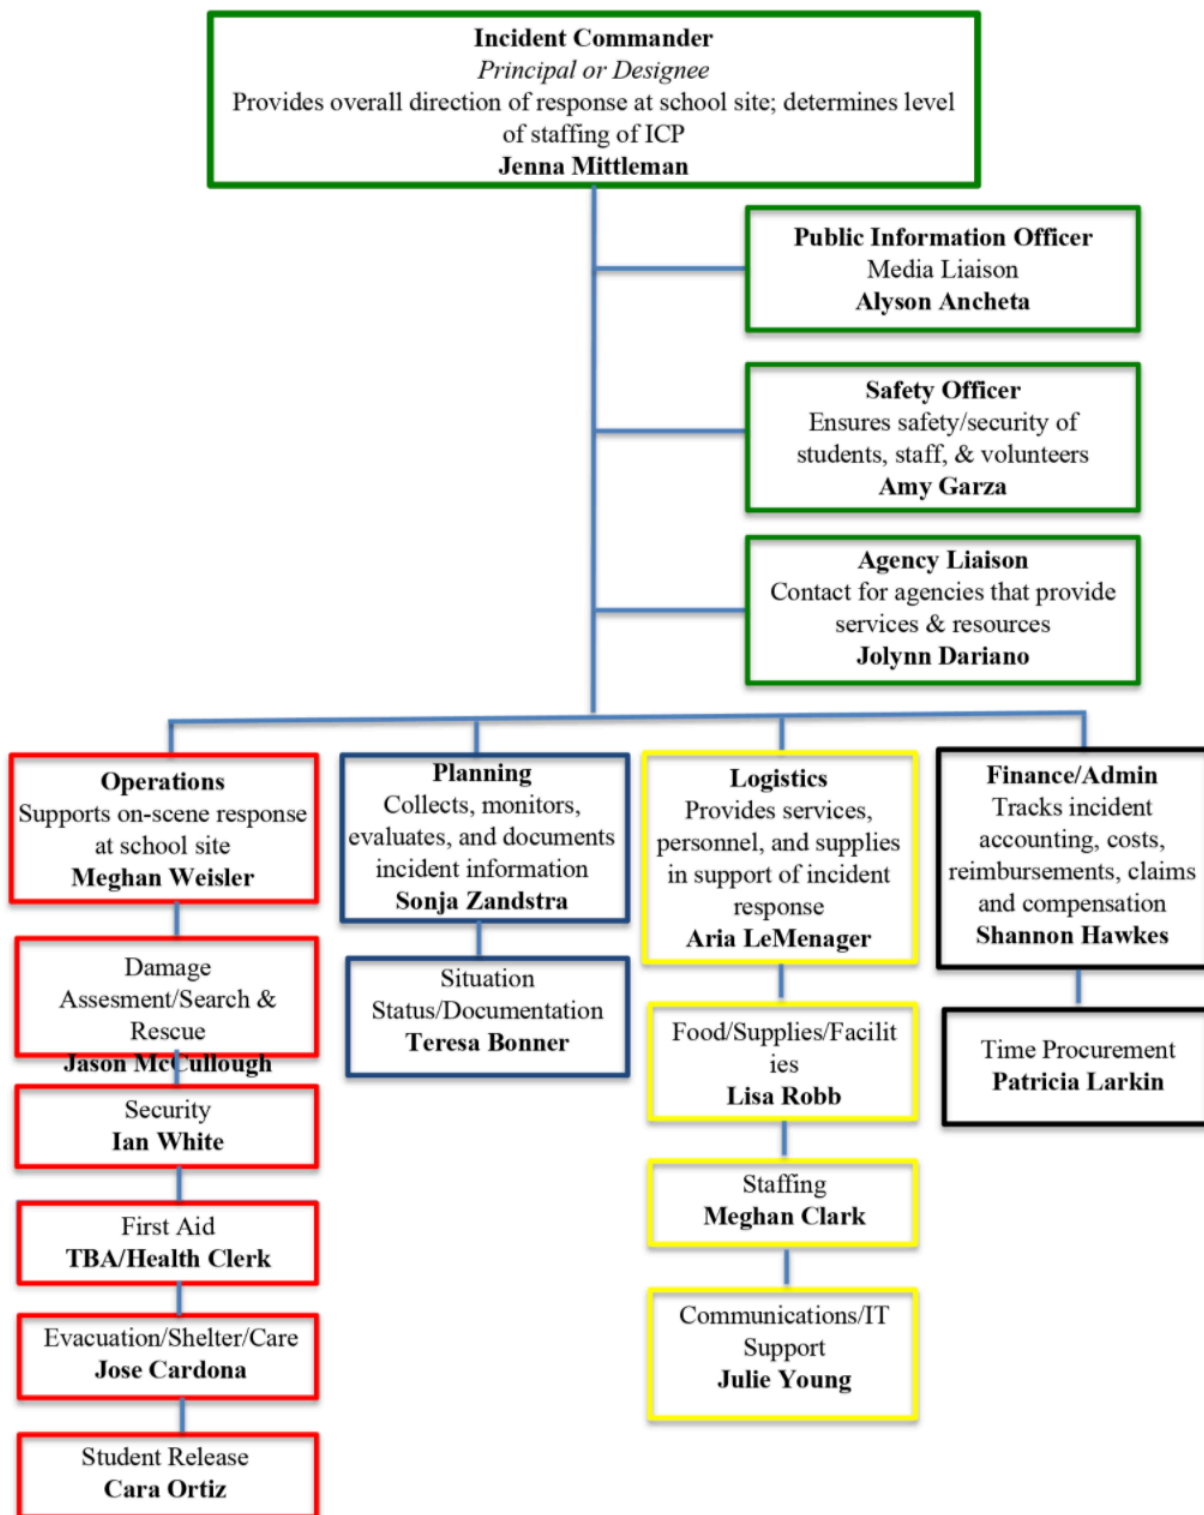 Incident Commander
Principal or Designee
Provides overall direction of response at school site; determines level
of staffing of ICP
Jenna Mittleman
Public Information Officer
Media Liaison
Alyson Ancheta
Safety Officer
Ensures safety/security of
students, staff, & volunteers
Amy Garza
Agency Liaison
Contact for agencies that provide
services & resources
Jolynn Dariano
Operations
Supports on-scene response
at school site
Meghan Weisler
Damage
Assesment/Search &
Rescue
Jason McCullough
Security
Ian White
First Aid
TBA/Health Clerk
Evacuation/Shelter/Care
Jose Cardona
Student Release
Cara Ortiz
Planning
Collects, monitors,
evaluates, and documents
incident information
Sonja Zandstra
Situation
Status/Documentation
Teresa Bonner
Logistics
Provides services,
personnel, and supplies
in support of incident
response
Aria LeMenager
Food/Supplies/Facilit
ies
Lisa Robb
Staffing
Meghan Clark
Communications/IT
Support
Julie Young
Finance/Admin
Tracks incident
accounting, costs,
reimbursements, claims
and compensation
Shannon Hawkes
Time Procurement
Patricia Larkin